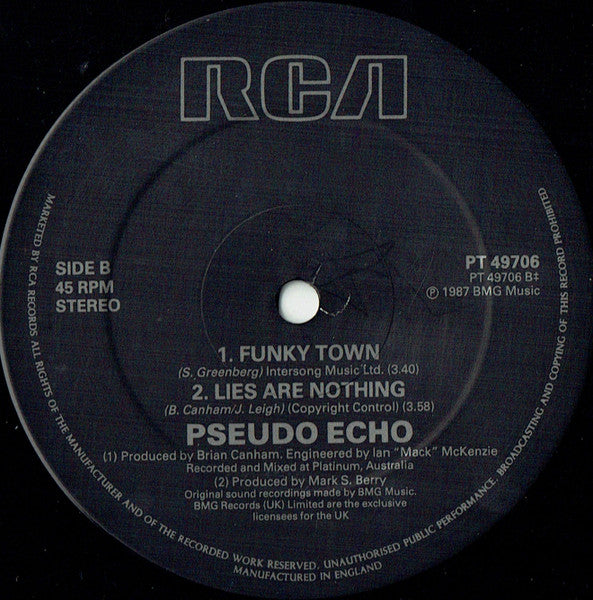 RCA
SIDE B
45 RPM
STEREO
PT 49706
PT 49706 B‡
℗ 1987 BMG Music
1. FUNKY TOWN
(S. Greenberg) Intersong Music Ltd. (3.40)
2. LIES ARE NOTHING
(B. Canham/J. Leigh) (Copyright Control) (3.58)
PSEUDO ECHO
(1) Produced by Brian Canham. Engineered by Ian "Mack" McKenzie
Recorded and Mixed at Platinum, Australia
(2) Produced by Mark S. Berry
Original sound recordings made by BMG Music.
BMG Records (UK) Limited are the exclusive
licensees for the UK
MARKETED BY RCA RECORDS ALL RIGHTS OF THE MANUFACTURER AND OF THE RECORDED WORK RESERVED. UNAUTHORISED PUBLIC PERFORMANCE, BROADCASTING AND COPYING OF THIS RECORD PROHIBITED
MANUFACTURED IN ENGLAND